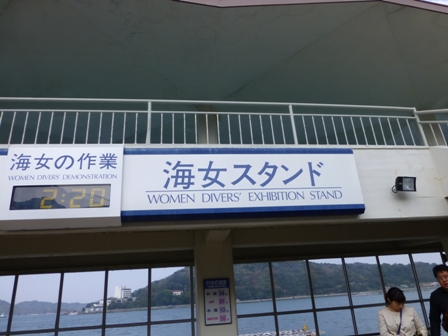 海女の作業
WOMEN DIVERS' DEMONSTRATION
2:20
海女スタンド
WOMEN DIVERS' EXHIBITION STAND